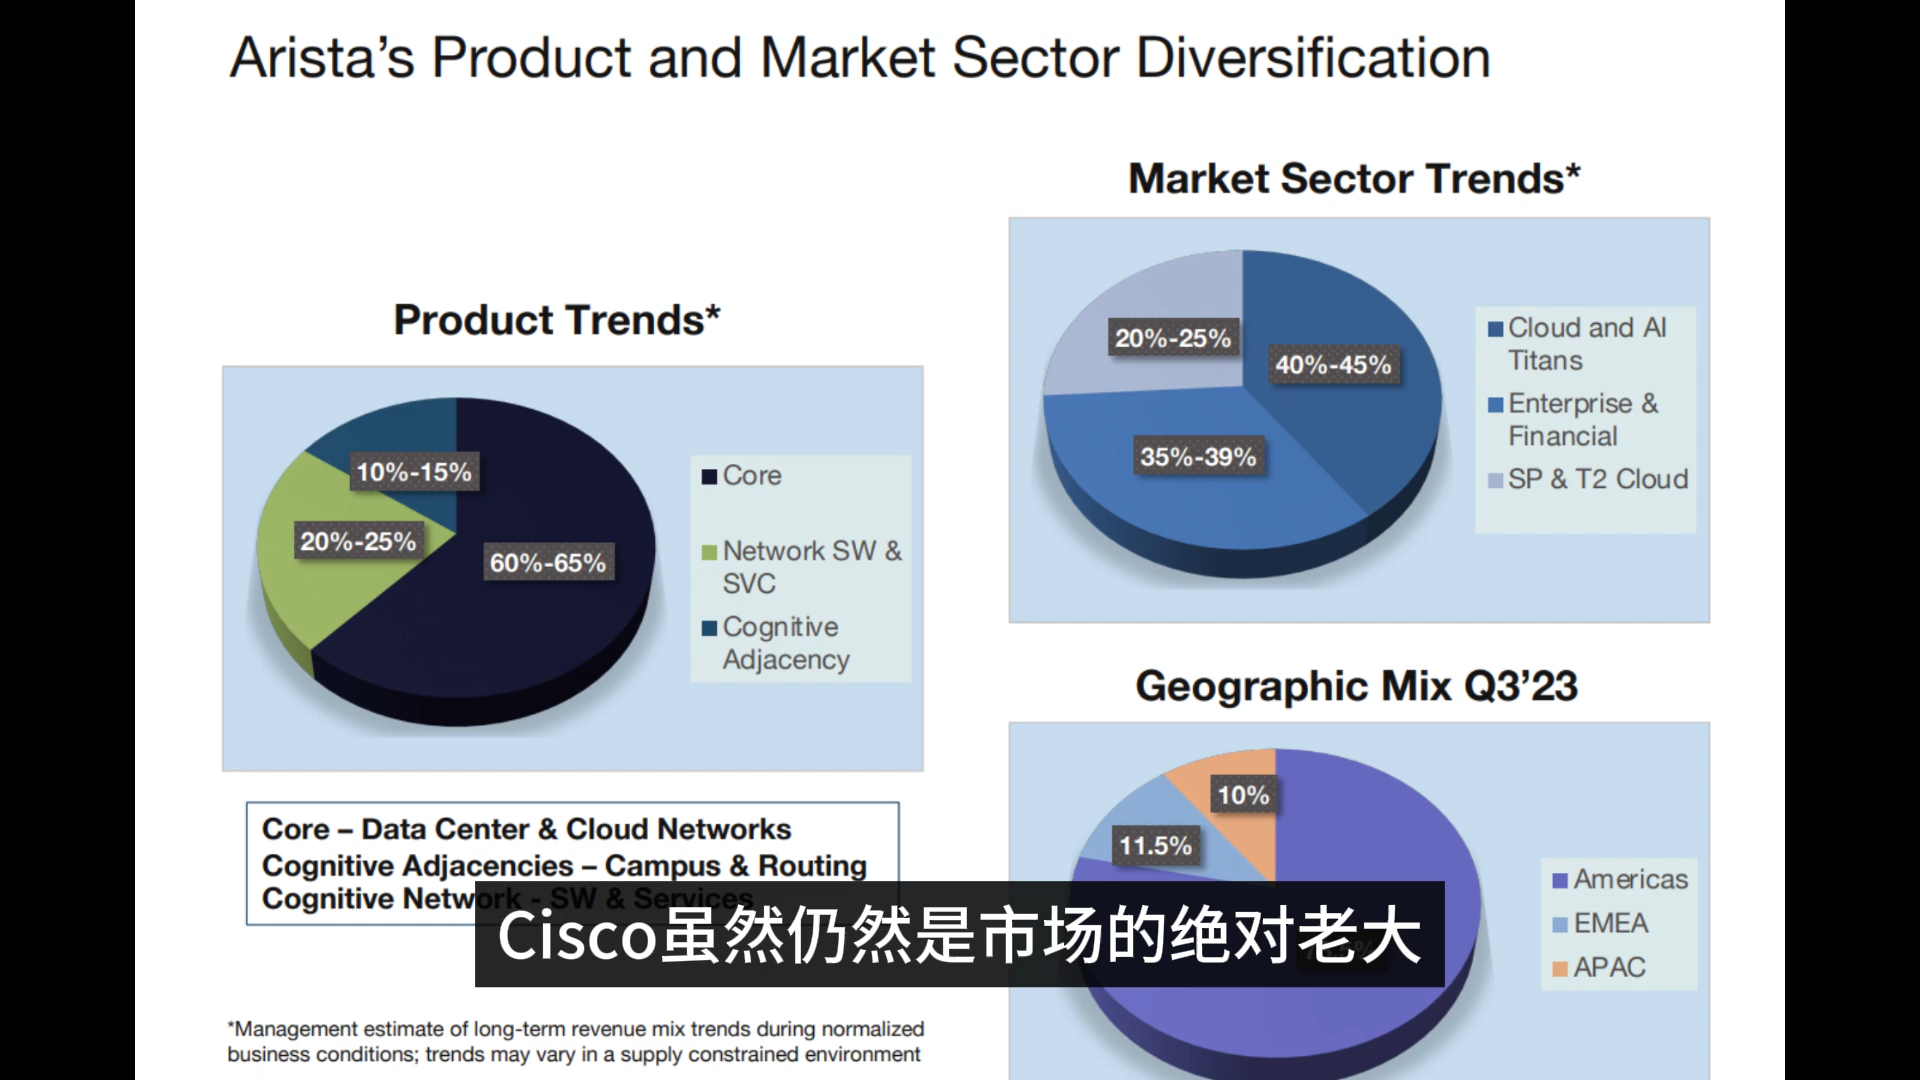 Arista’s Product and Market Sector Diversification
Product Trends*
10%-15%
20%-25%
60%-65%
Core
Network SW &
SVC
Cognitive
Adjacency
Core – Data Center & Cloud Networks
Cognitive Adjacencies – Campus & Routing
Cognitive Network - SW & Services
*Management estimate of long-term revenue mix trends during normalized
business conditions; trends may vary in a supply constrained environment
Market Sector Trends*
20%-25%
40%-45%
35%-39%
Cloud and AI
Titans
Enterprise &
Financial
SP & T2 Cloud
Geographic Mix Q3’23
10%
11.5%
Americas
EMEA
APAC
Cisco虽然仍然是市场的绝对老大